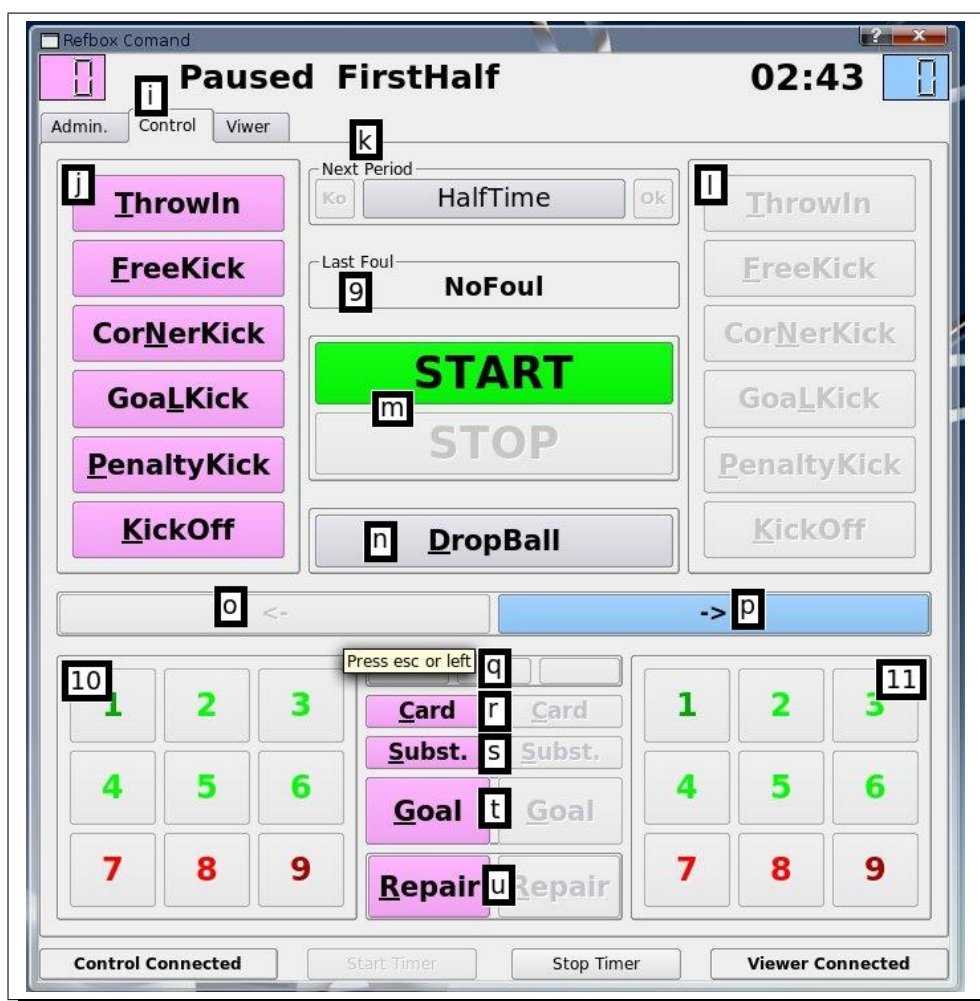 Refbox Comand
? x
0 Paused FirstHalf 02:43 0
i
Admin. Control Viwer
k
j
Next Period
l
Ko HalfTime Ok
ThrowIn
ThrowIn
FreeKick
Last Foul
9
NoFoul
FreeKick
CorNerKick
START
CorNerKick
GoaLKick
m
GoaLKick
STOP
PenaltyKick
PenaltyKick
KickOff
n DropBall
KickOff
o <-
-> p
Press esc or left
q
10
11
1 2 3
Card r Card
1 2 3
Subst. s Subst.
4 5 6
Goal t Goal
4 5 6
7 8 9
Repair u Repair
7 8 9
Control Connected Start Timer Stop Timer Viewer Connected